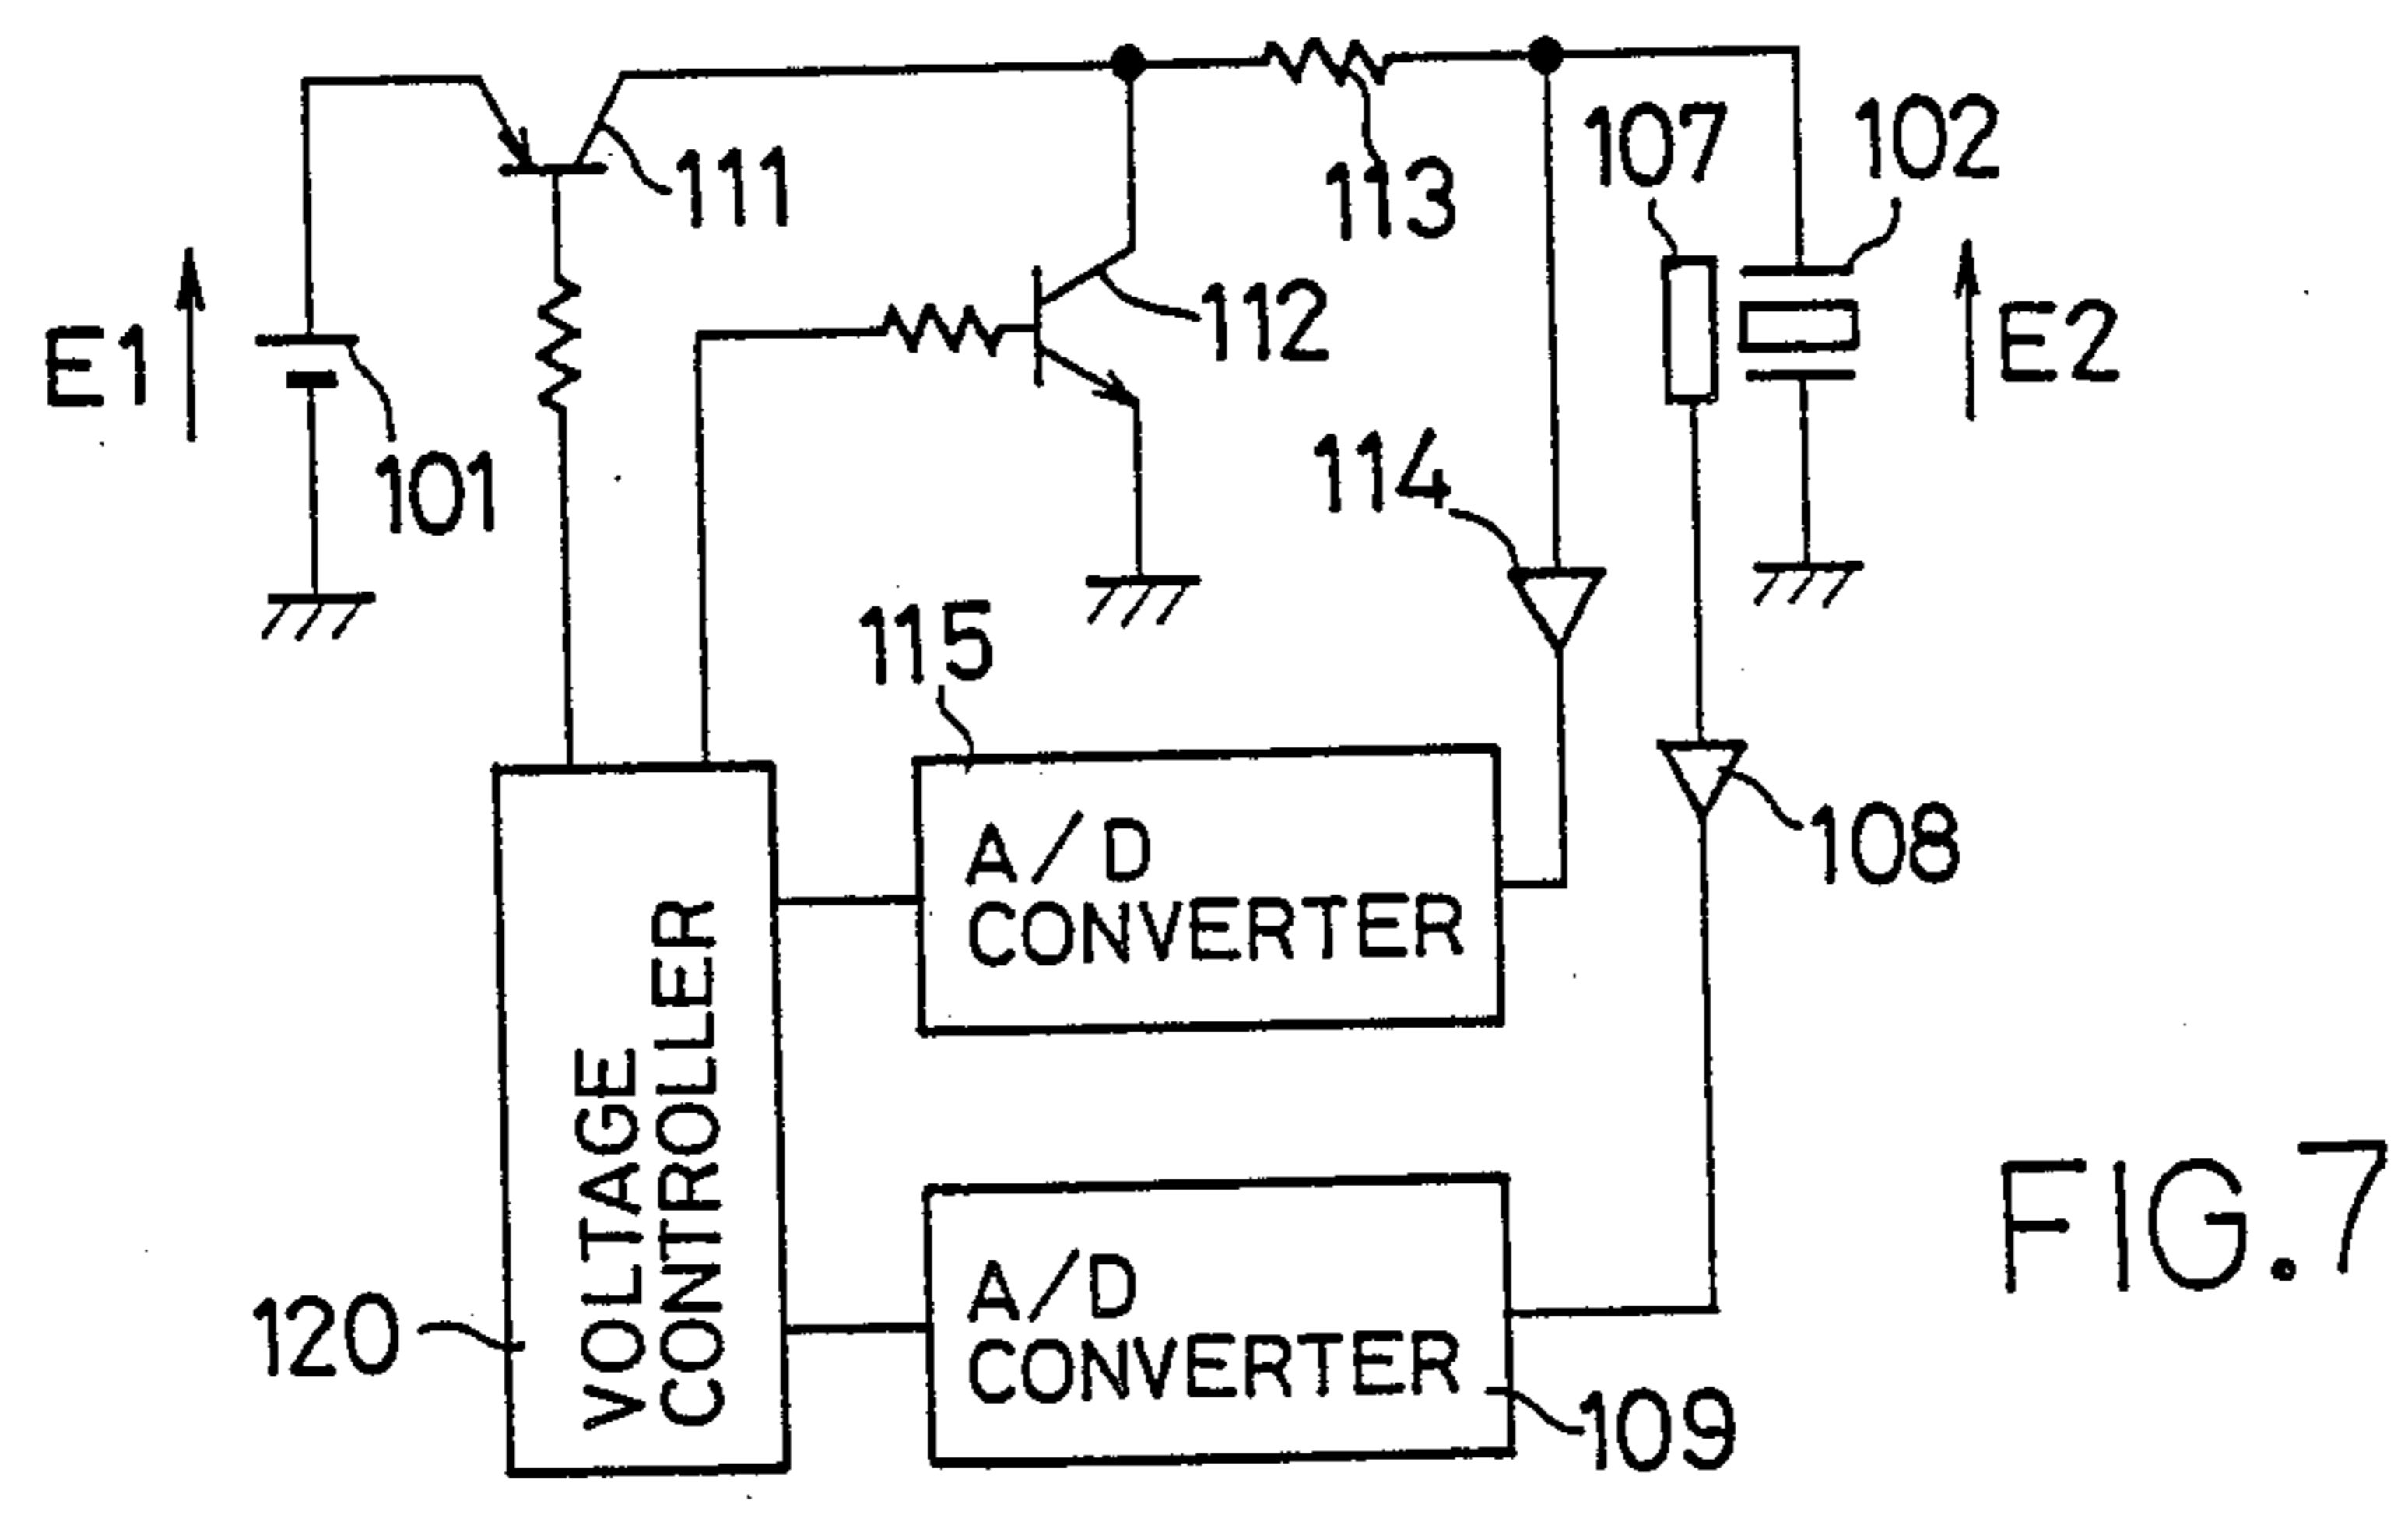 107
102
111
113
E1
112
E2
101
114
115
108
A/D
CONVERTER
VOLTAGE
CONTROLLER
FIG.7
120
A/D
CONVERTER
109